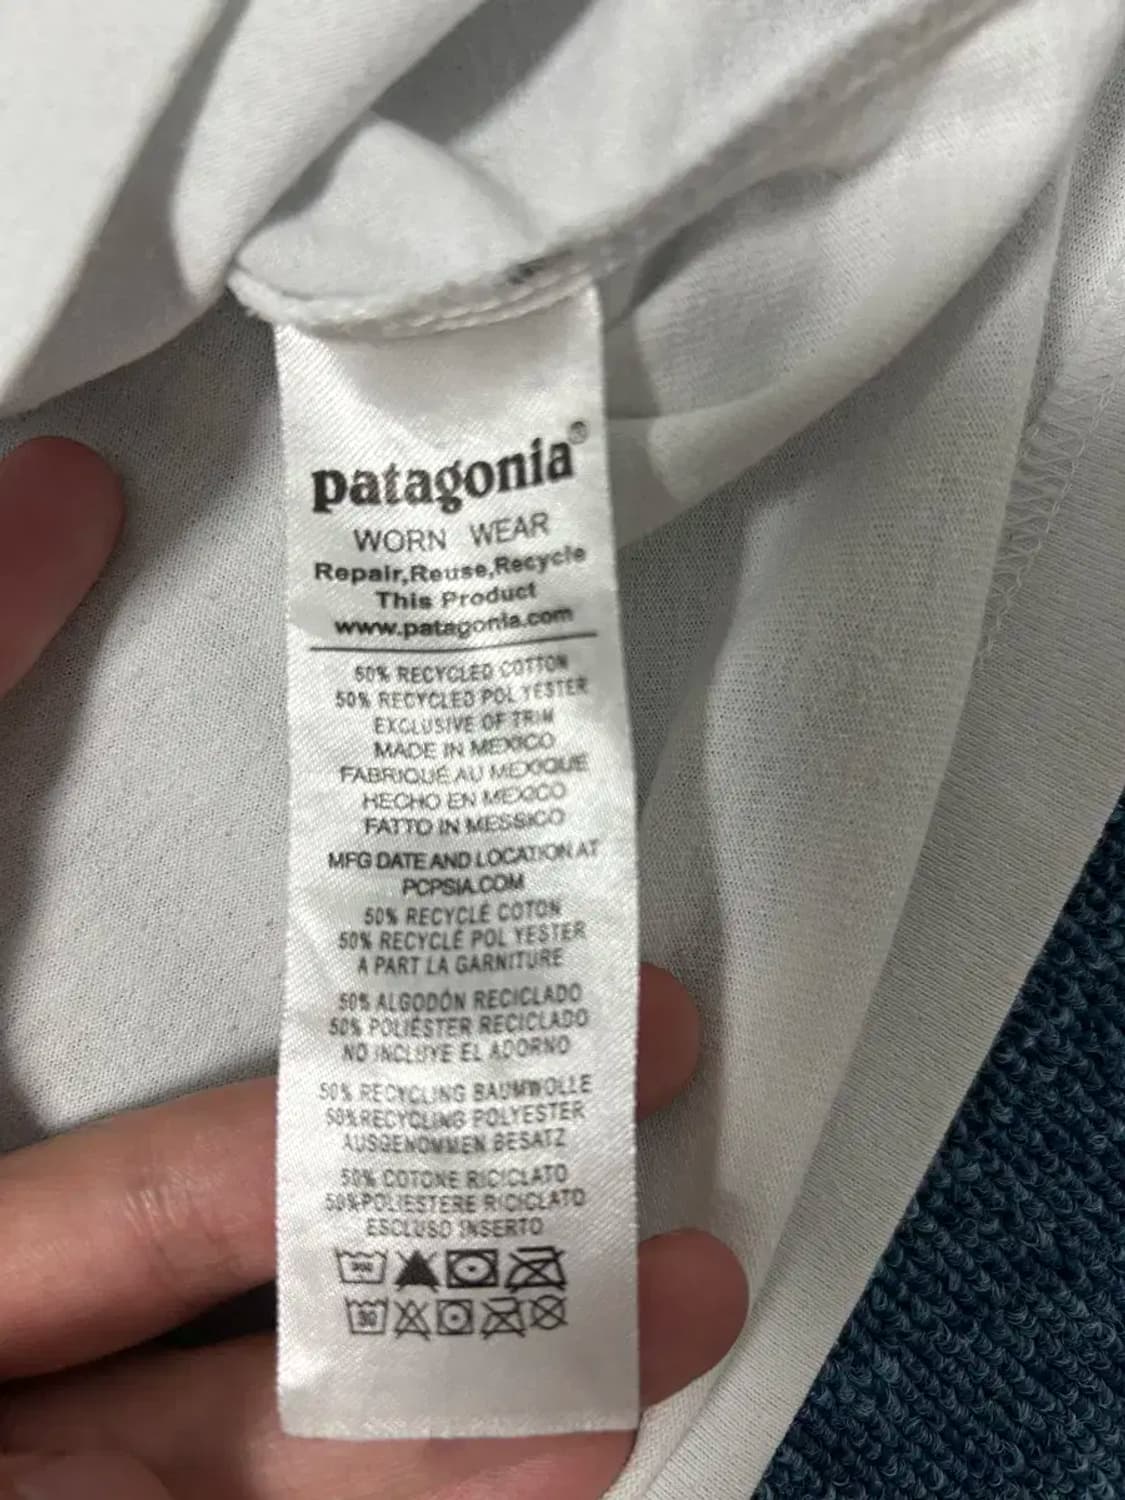 patagonia®
WORN WEAR
Repair,Reuse,Recycle
This Product
www.patagonia.com
50% RECYCLED COTTON
50% RECYCLED POLYESTER
EXCLUSIVE OF TRIM
MADE IN MEXICO
FABRIQUÉ AU MEXIQUE
HECHO EN MEXICO
FATTO IN MESSICO
MFG DATE AND LOCATION AT
PCPSIA.COM
50% RECYCLÉ COTON
50% RECYCLÉ POLYESTER
A PART LA GARNITURE
50% ALGODÓN RECICLADO
50% POLIÉSTER RECICLADO
NO INCLUYE EL ADORNO
50% RECYCLING BAUMWOLLE
50%RECYCLING POLYESTER
AUSGENOMMEN BESATZ
50% COTONE RICICLATO
50%POLIESTERE RICICLATO
ESCLUSO INSERTO
30